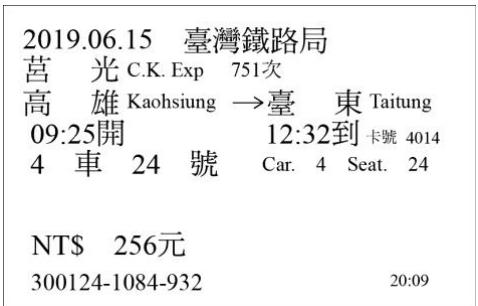 2019.06.15 臺灣鐵路局
莒 光 C.K. Exp 751次
高 雄 Kaohsiung →臺 東 Taitung
09:25開 12:32到 卡號 4014
4 車 24 號 Car. 4 Seat. 24
NT$ 256元
300124-1084-932 20:09